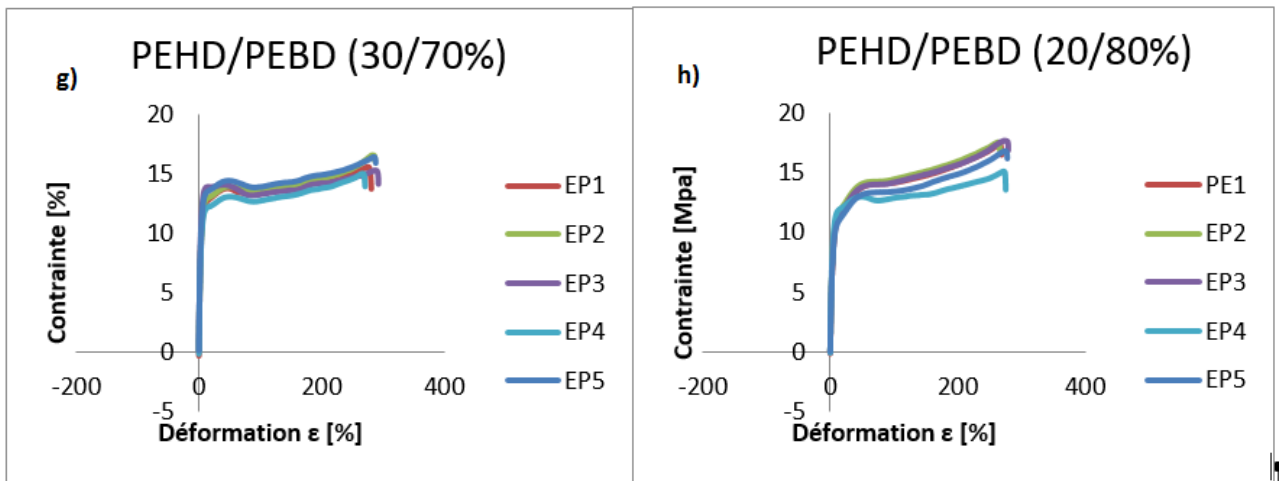 PEHD/PEBD (30/70%)
g)
20
15
10
5
0
-5
-200
0
200
400
Contrainte [%]
Déformation ε [%]
EP1
EP2
EP3
EP4
EP5
PEHD/PEBD (20/80%)
h)
20
15
10
5
0
-5
-200
0
200
400
Contrainte [Mpa]
Déformation ε [%]
PE1
EP2
EP3
EP4
EP5